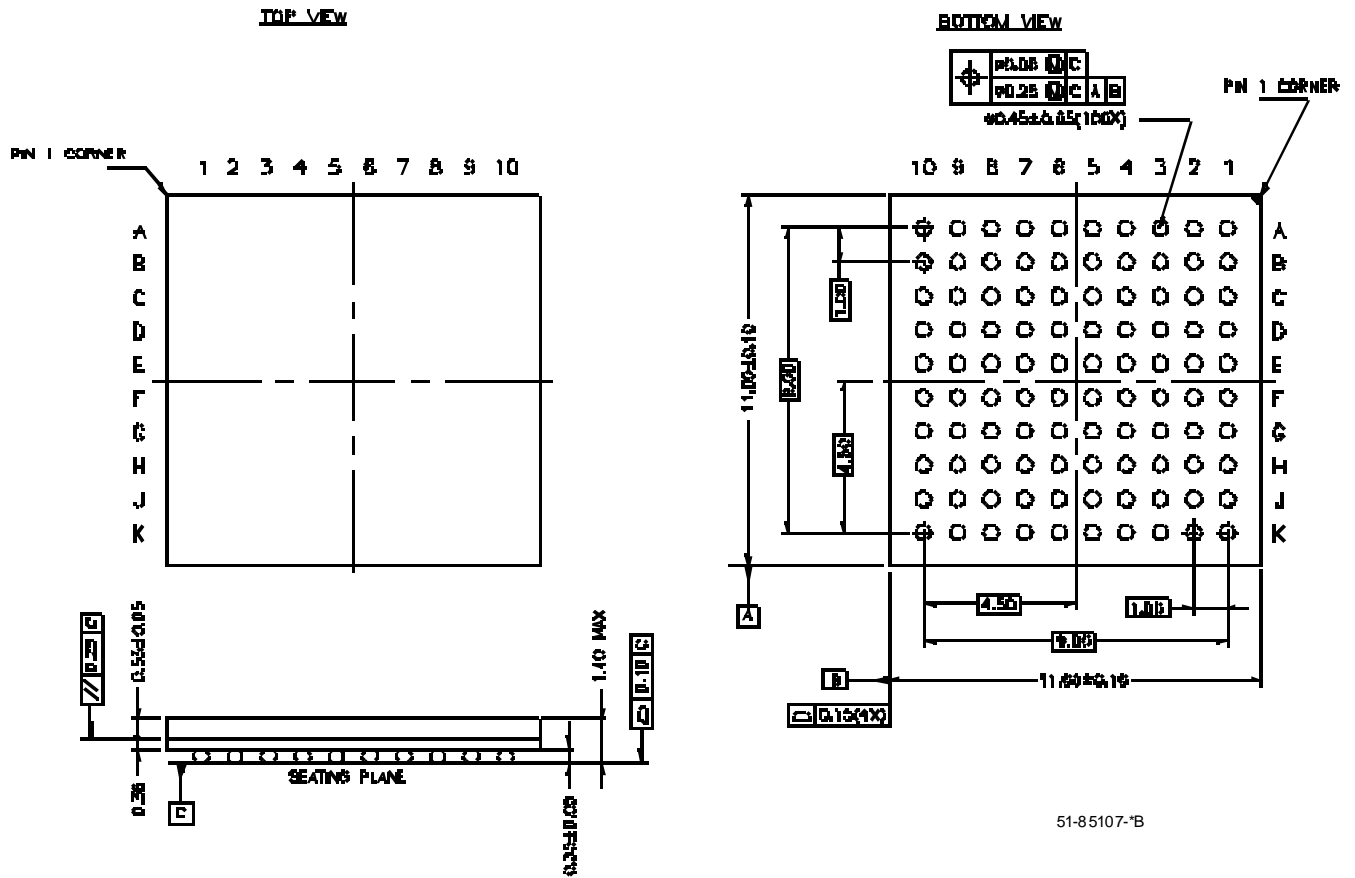 TOP VIEW
BOTTOM VIEW
C
ø0.25 Ⓜ C A B
PIN 1 CORNER
ø0.45±0.05(100X)
PIN 1 CORNER
1 2 3 4 5 6 7 8 9 10
10 9 8 7 6 5 4 3 2 1
A
B
C
D
E
F
G
H
J
K
A
B
C
D
E
F
G
H
J
K
1.00
11.00±0.10
9.00
4.50
4.50
1.00
9.00
A
B
11.00±0.10
0.15(4X)
// 0.25 C
0.53±0.05
1.40 MAX
0.10 C
0.36
SEATING PLANE
C
51-85107-*B